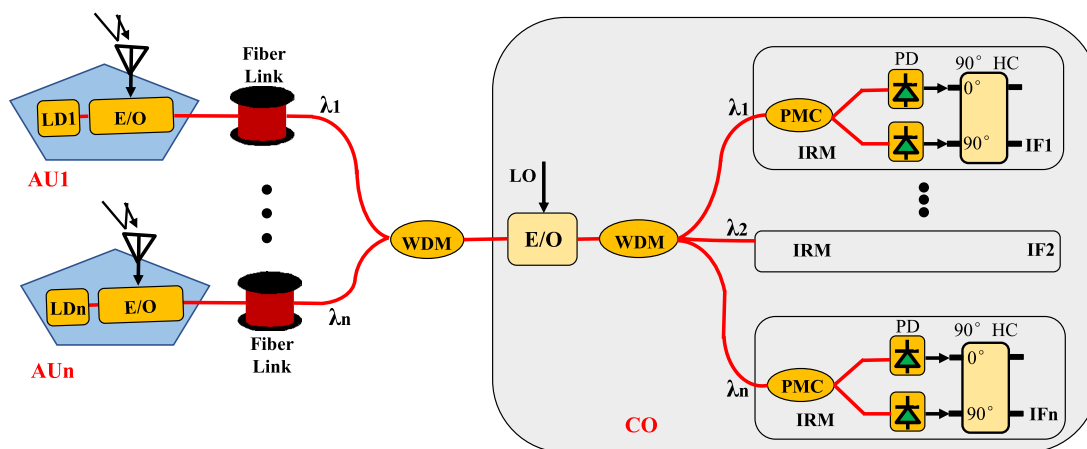 Fiber
Link
LD1
E/O
λ1
AU1
LDn
E/O
λn
Fiber
Link
AUn
WDM
LO
E/O
WDM
CO
λ1
PMC
IRM
PD
90° HC
0°
90°
IF1
λ2
IRM
IF2
λn
PMC
IRM
PD
90° HC
0°
90°
IFn